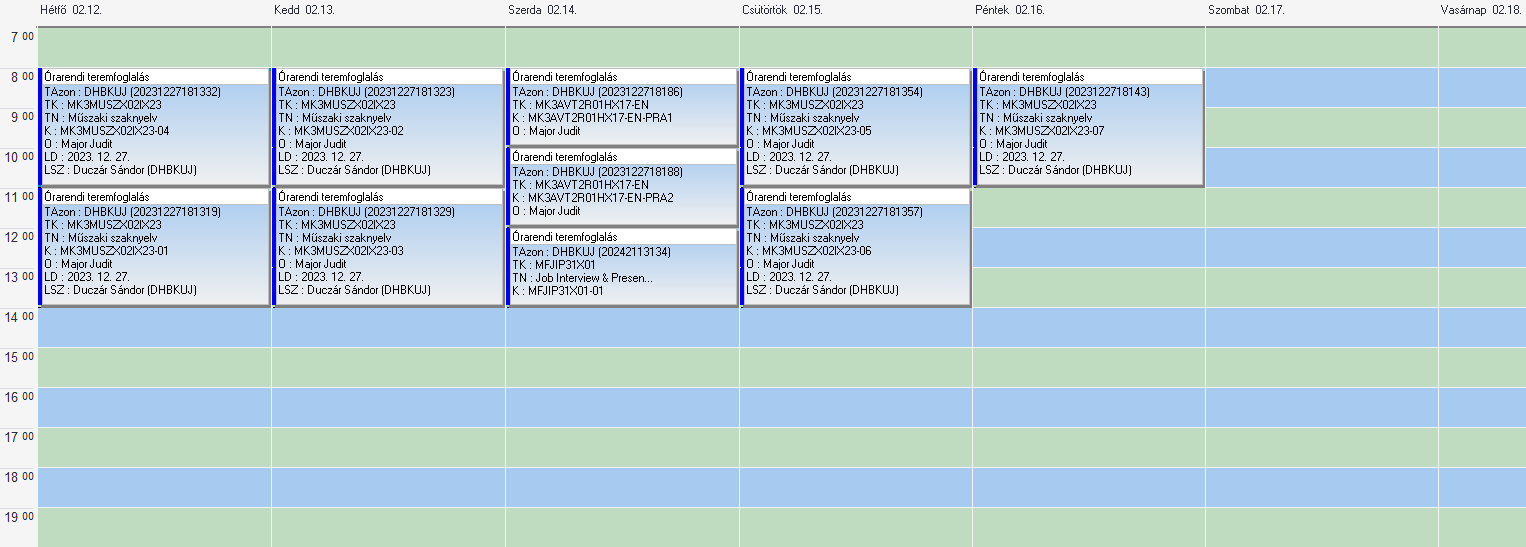 Hétfő 02.12.
Kedd 02.13.
Szerda 02.14.
Csütörtök 02.15.
Péntek 02.16.
Szombat 02.17.
Vasárnap 02.18.
7 00
8 00
9 00
10 00
11 00
12 00
13 00
14 00
15 00
16 00
17 00
18 00
19 00
Órarendi teremfoglalás
TAzon : DHBKUJ (20231227181332)
TK : MK3MUSZX02IX23
TN : Műszaki szaknyelv
K : MK3MUSZX02IX23-04
O : Major Judit
LD : 2023. 12. 27.
LSZ : Duczár Sándor (DHBKUJ)
Órarendi teremfoglalás
TAzon : DHBKUJ (20231227181319)
TK : MK3MUSZX02IX23
TN : Műszaki szaknyelv
K : MK3MUSZX02IX23-01
O : Major Judit
LD : 2023. 12. 27.
LSZ : Duczár Sándor (DHBKUJ)
Órarendi teremfoglalás
TAzon : DHBKUJ (20231227181323)
TK : MK3MUSZX02IX23
TN : Műszaki szaknyelv
K : MK3MUSZX02IX23-02
O : Major Judit
LD : 2023. 12. 27.
LSZ : Duczár Sándor (DHBKUJ)
Órarendi teremfoglalás
TAzon : DHBKUJ (20231227181329)
TK : MK3MUSZX02IX23
TN : Műszaki szaknyelv
K : MK3MUSZX02IX23-03
O : Major Judit
LD : 2023. 12. 27.
LSZ : Duczár Sándor (DHBKUJ)
Órarendi teremfoglalás
TAzon : DHBKUJ (2023122718186)
TK : MK3AVT2R01HX17-EN
K : MK3AVT2R01HX17-EN-PRA1
O : Major Judit
Órarendi teremfoglalás
TAzon : DHBKUJ (2023122718188)
TK : MK3AVT2R01HX17-EN
K : MK3AVT2R01HX17-EN-PRA2
O : Major Judit
Órarendi teremfoglalás
TAzon : DHBKUJ (20242113134)
TK : MFJIP31X01
TN : Job Interview & Presen...
K : MFJIP31X01-01
Órarendi teremfoglalás
TAzon : DHBKUJ (20231227181354)
TK : MK3MUSZX02IX23
TN : Műszaki szaknyelv
K : MK3MUSZX02IX23-05
O : Major Judit
LD : 2023. 12. 27.
LSZ : Duczár Sándor (DHBKUJ)
Órarendi teremfoglalás
TAzon : DHBKUJ (20231227181357)
TK : MK3MUSZX02IX23
TN : Műszaki szaknyelv
K : MK3MUSZX02IX23-06
O : Major Judit
LD : 2023. 12. 27.
LSZ : Duczár Sándor (DHBKUJ)
Órarendi teremfoglalás
TAzon : DHBKUJ (2023122718143)
TK : MK3MUSZX02IX23
TN : Műszaki szaknyelv
K : MK3MUSZX02IX23-07
O : Major Judit
LD : 2023. 12. 27.
LSZ : Duczár Sándor (DHBKUJ)